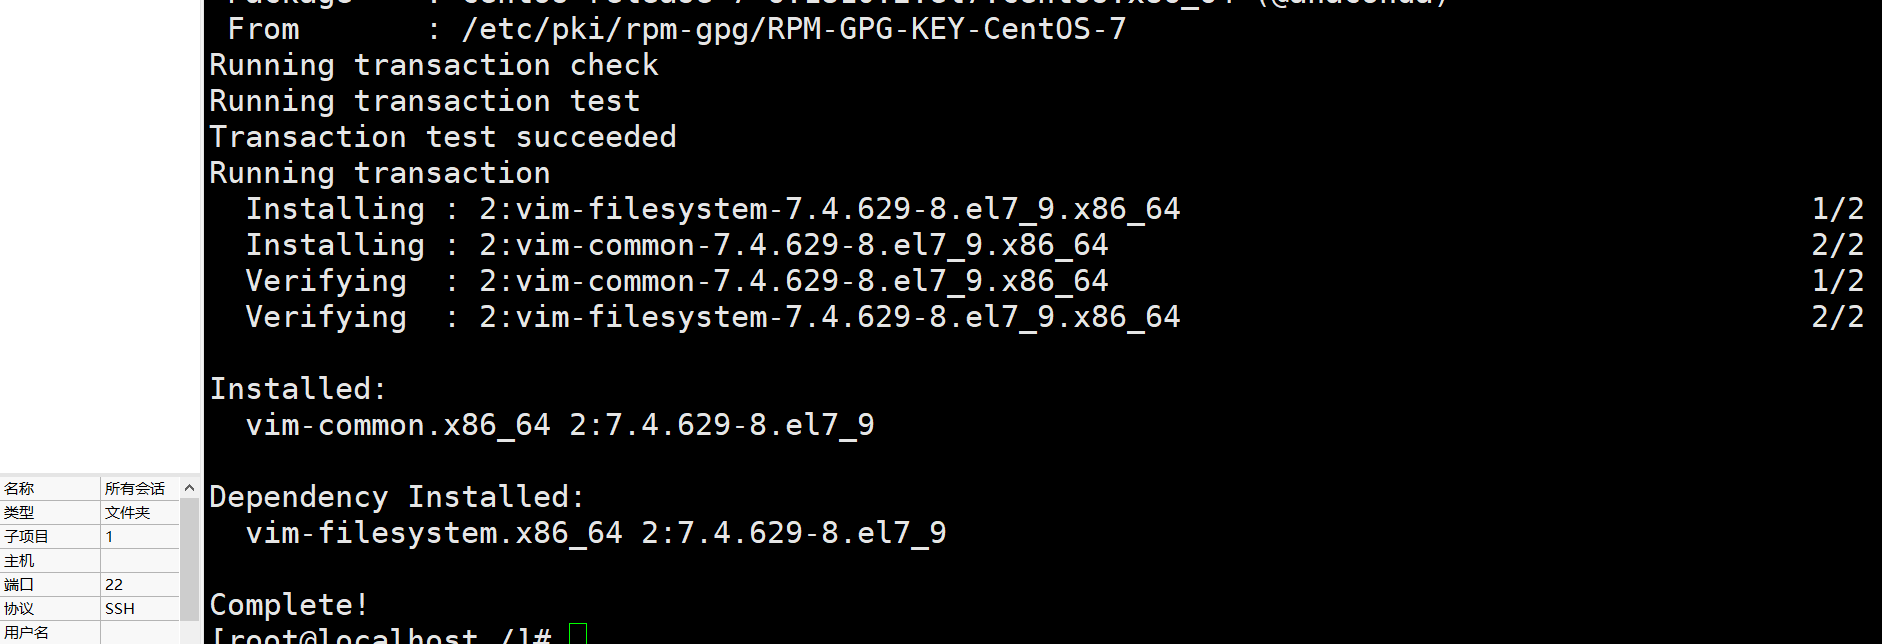 From       : /etc/pki/rpm-gpg/RPM-GPG-KEY-CentOS-7
Running transaction check
Running transaction test
Transaction test succeeded
Running transaction
  Installing : 2:vim-filesystem-7.4.629-8.el7_9.x86_64 1/2
  Installing : 2:vim-common-7.4.629-8.el7_9.x86_64 2/2
  Verifying  : 2:vim-common-7.4.629-8.el7_9.x86_64 1/2
  Verifying  : 2:vim-filesystem-7.4.629-8.el7_9.x86_64 2/2
Installed:
  vim-common.x86_64 2:7.4.629-8.el7_9
Dependency Installed:
  vim-filesystem.x86_64 2:7.4.629-8.el7_9
Complete!
[root@localhost /]#
名称 所有会话
类型 文件夹
子项目 1
主机
端口 22
协议 SSH
用户名